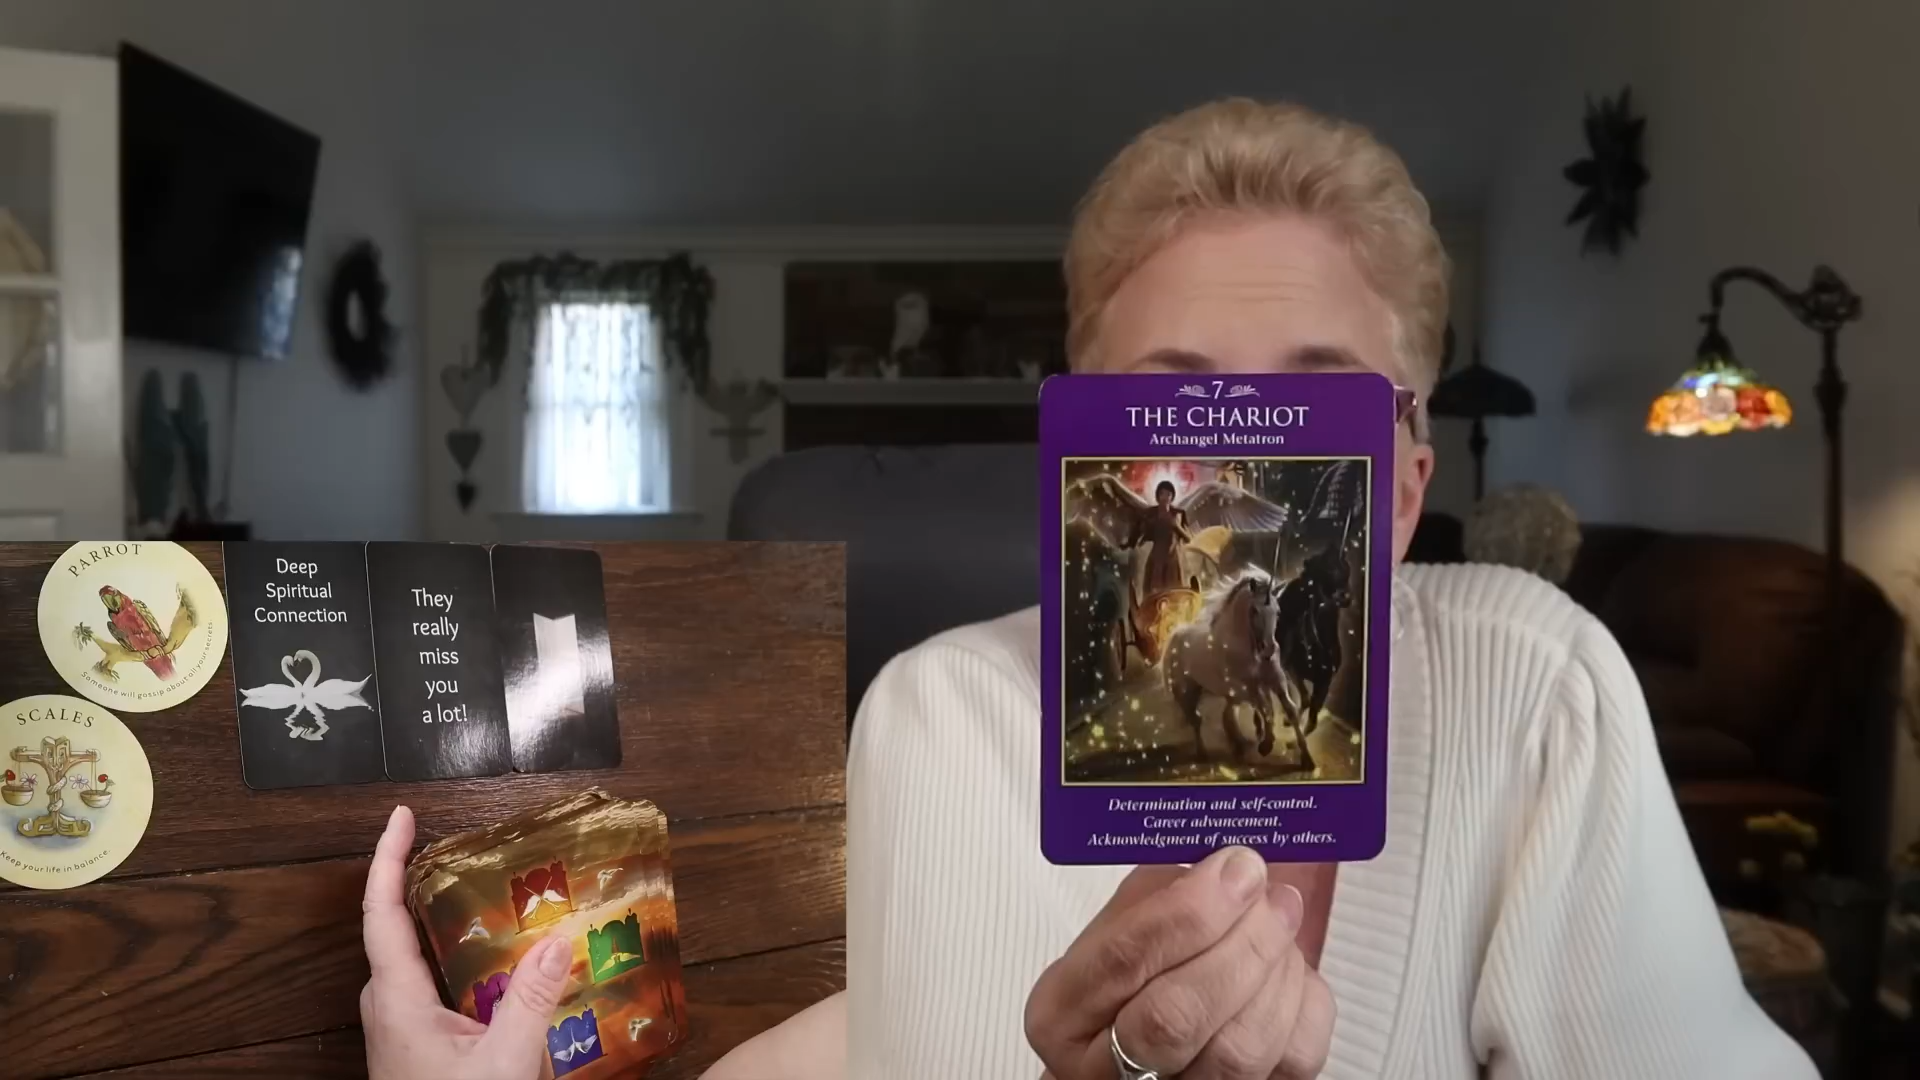 PARROT
Someone will gossip about all your secrets.
SCALES
Keep your life in balance.
Deep
Spiritual
Connection
They
really
miss
you
a lot!
7
THE CHARIOT
Archangel Metatron
Determination and self-control.
Career advancement.
Acknowledgment of success by others.